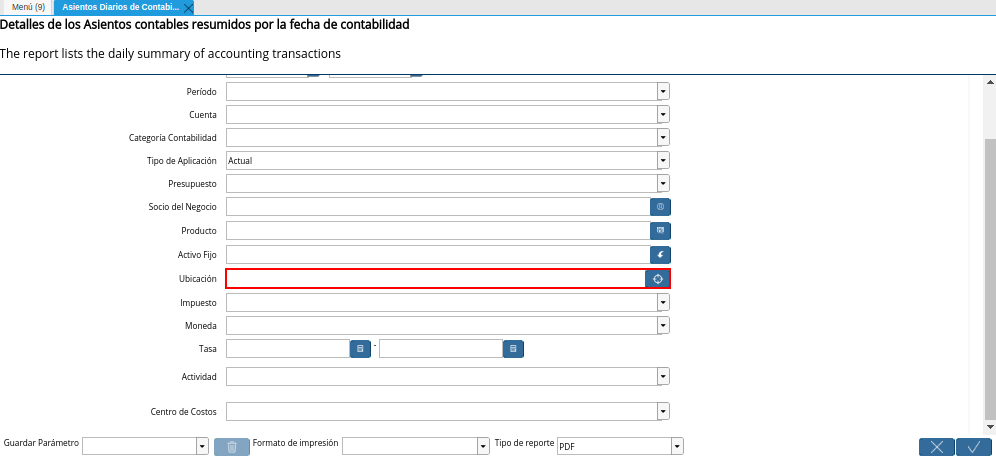 Menú (9)
Asientos Diarios de Contabi...
Detalles de los Asientos contables resumidos por la fecha de contabilidad
The report lists the daily summary of accounting transactions
Período
Cuenta
Categoría Contabilidad
Tipo de Aplicación Actual
Presupuesto
Socio del Negocio
Producto
Activo Fijo
Ubicación
Impuesto
Moneda
Tasa -
Actividad
Centro de Costos
Guardar Parámetro Formato de impresión Tipo de reporte PDF